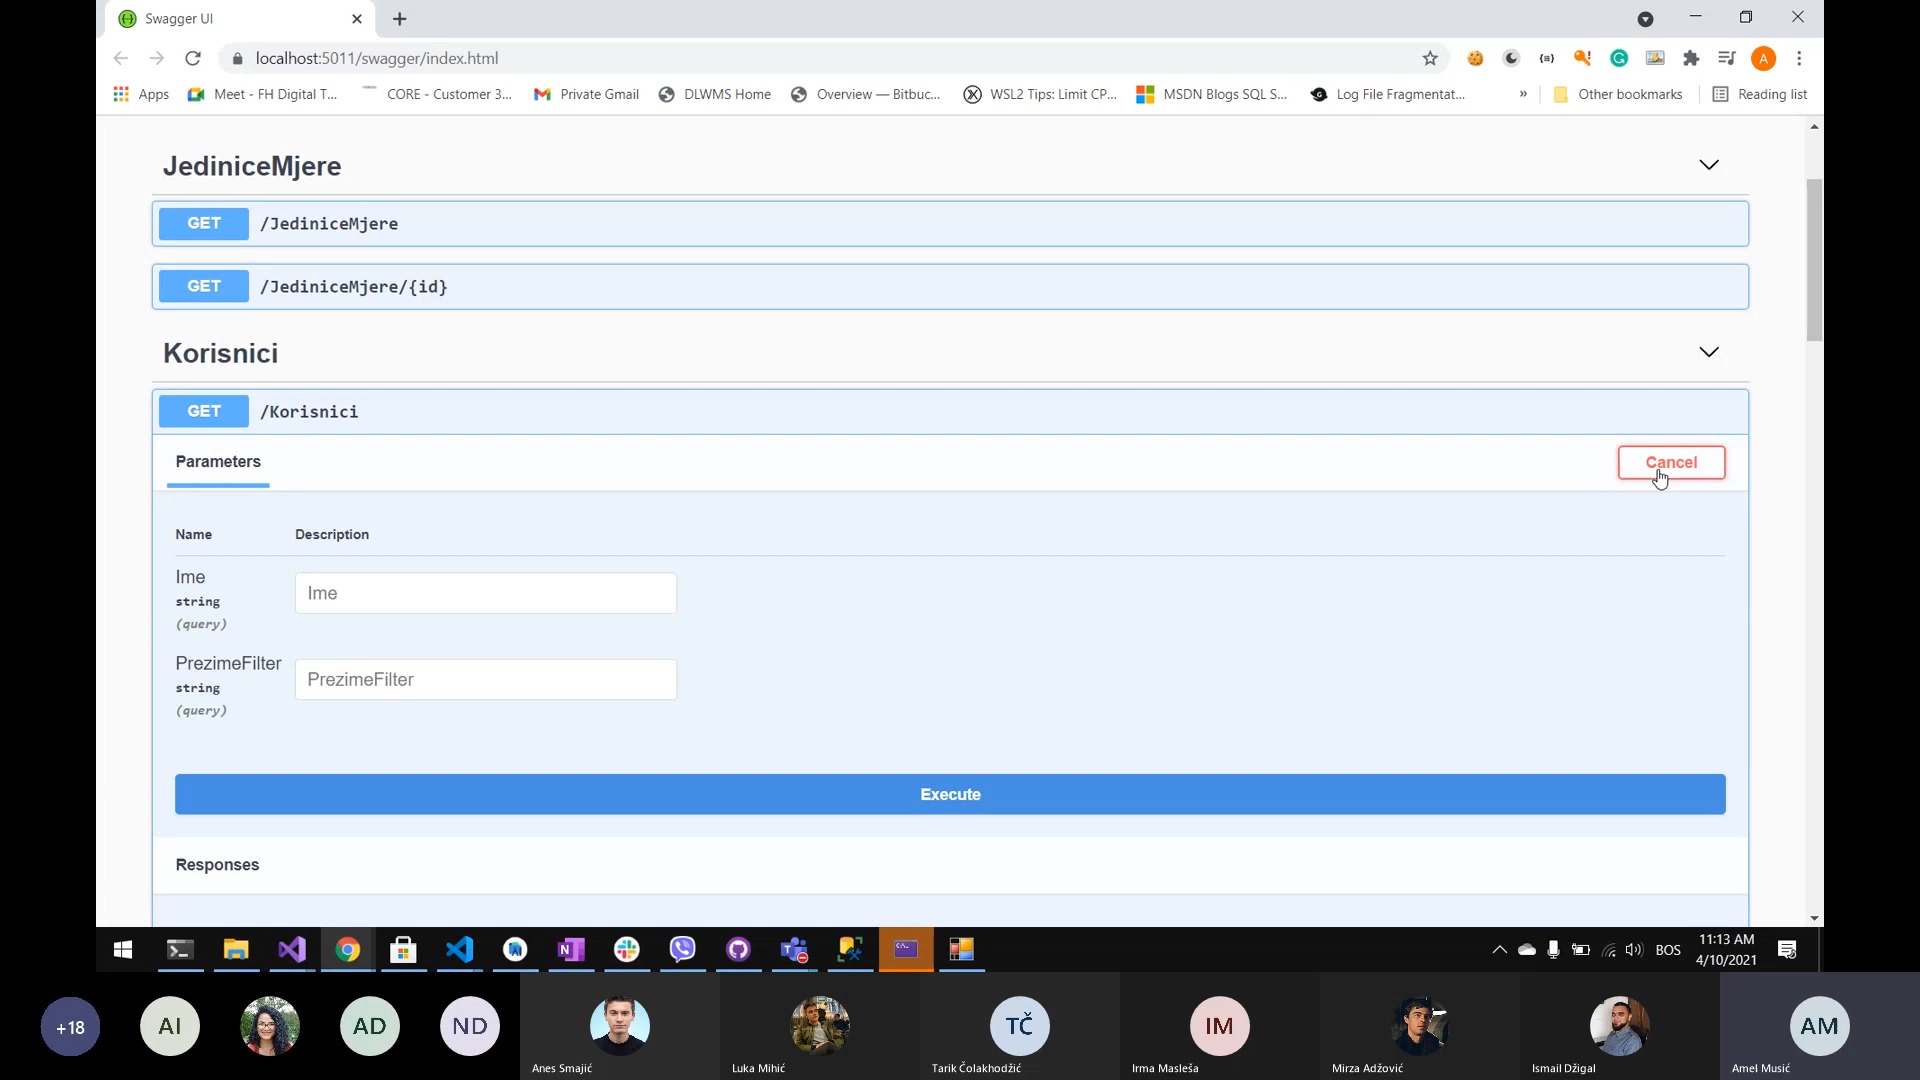 Swagger UI
localhost:5011/swagger/index.html
A
Apps
Meet - FH Digital T...
CORE - Customer 3...
Private Gmail
DLWMS Home
Overview — Bitbuc...
WSL2 Tips: Limit CP...
MSDN Blogs SQL S...
Log File Fragmentat...
»
Other bookmarks
Reading list
JediniceMjere
GET /JediniceMjere
GET /JediniceMjere/{id}
Korisnici
GET /Korisnici
Parameters
Cancel
Name Description
Ime
string
(query)
Ime
PrezimeFilter
string
(query)
PrezimeFilter
Execute
Responses
BOS
11:13 AM
4/10/2021
+18
AI
AD
ND
TČ
IM
AM
Anes Smajić
Luka Mihić
Tarik Čolakhodžić
Irma Masleša
Mirza Adžović
Ismail Džigal
Amel Musić